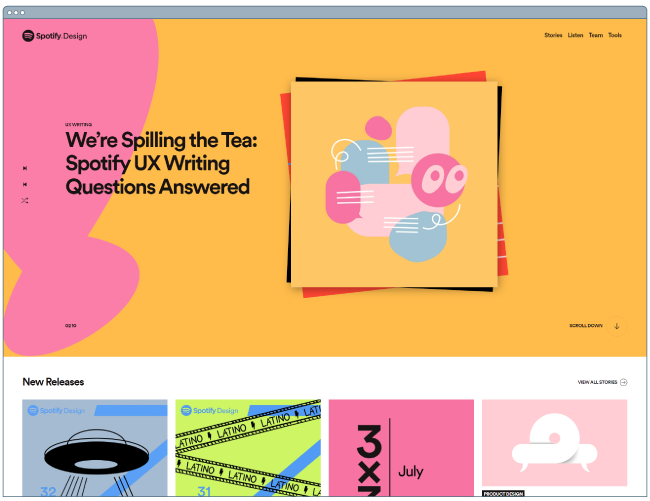 Spotify.Design
Stories Listen Team Tools
UX WRITING
We're Spilling the Tea:
Spotify UX Writing
Questions Answered
02|10
SCROLL DOWN
New Releases
VIEW ALL STORIES
Spotify.Design
32
Spotify.Design
LATINO LATINO LATINO LATINO
LATINO LATINO LATINO
31
3×3
July
PRODUCT DESIGN